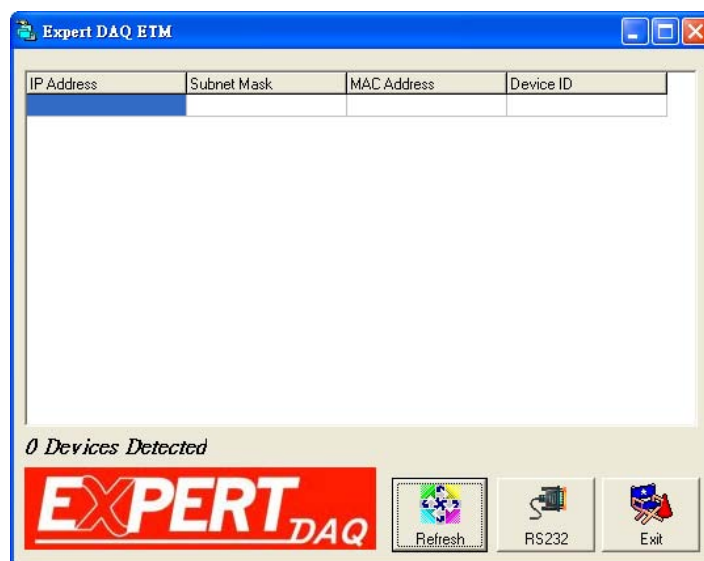 Expert DAQ ETM
IP Address Subnet Mask MAC Address Device ID
0 Devices Detected
EXPERT DAQ
Refresh RS232 Exit